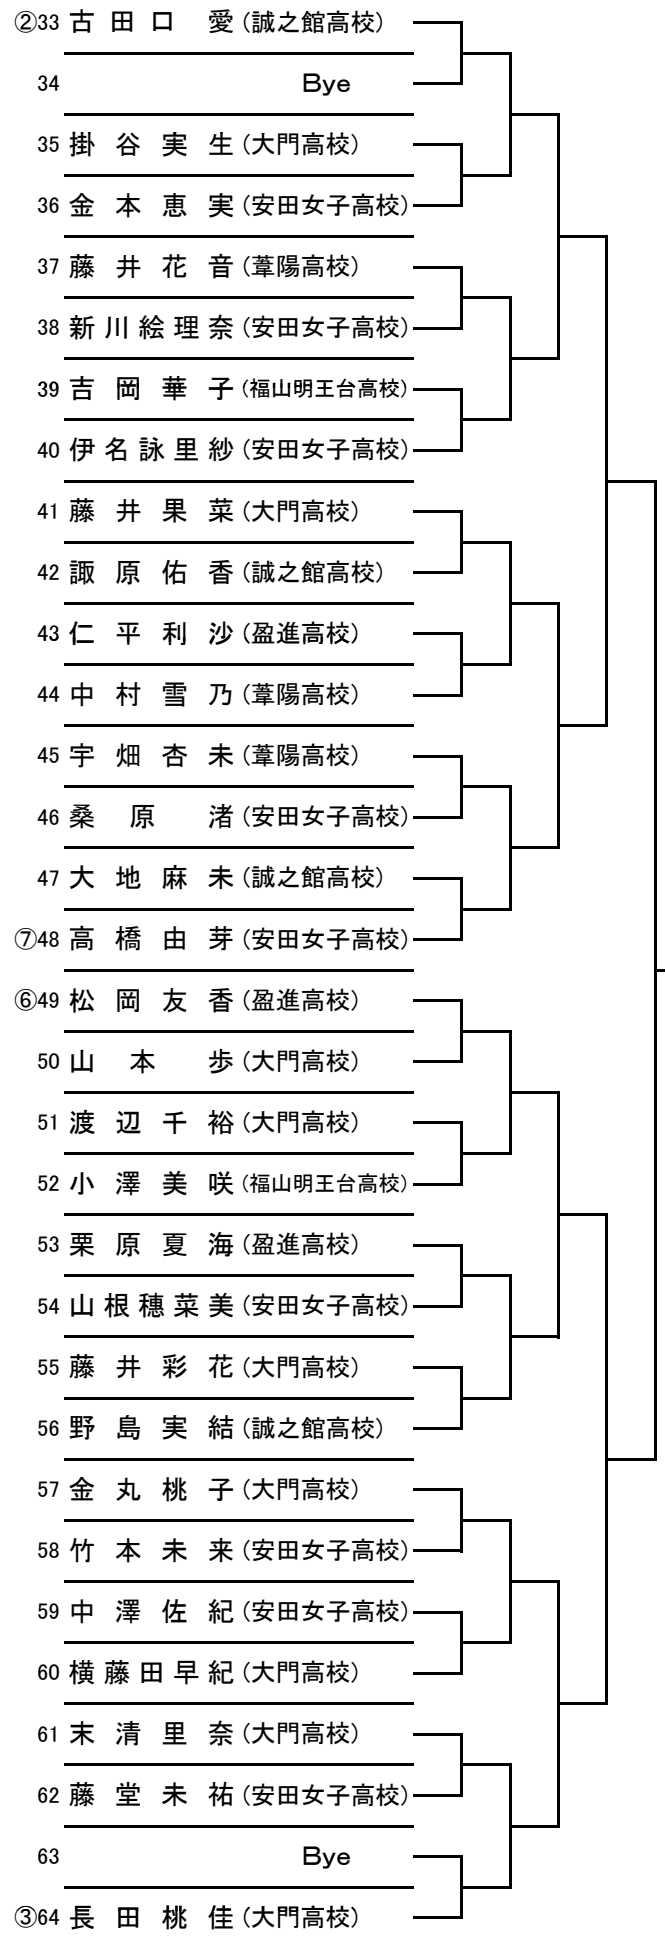 ②33 古田口 愛 (誠之館高校)
34 Bye
35 掛谷実生 (大門高校)
36 金本恵実 (安田女子高校)
37 藤井花音 (葦陽高校)
38 新川絵理奈 (安田女子高校)
39 吉岡華子 (福山明王台高校)
40 伊名詠里紗 (安田女子高校)
41 藤井果菜 (大門高校)
42 諏原佑香 (誠之館高校)
43 仁平利沙 (盈進高校)
44 中村雪乃 (葦陽高校)
45 宇畑杏未 (葦陽高校)
46 桑原 渚 (安田女子高校)
47 大地麻未 (誠之館高校)
⑦48 高橋由芽 (安田女子高校)
⑥49 松岡友香 (盈進高校)
50 山本 歩 (大門高校)
51 渡辺千裕 (大門高校)
52 小澤美咲 (福山明王台高校)
53 栗原夏海 (盈進高校)
54 山根穂菜美 (安田女子高校)
55 藤井彩花 (大門高校)
56 野島実結 (誠之館高校)
57 金丸桃子 (大門高校)
58 竹本未来 (安田女子高校)
59 中澤佐紀 (安田女子高校)
60 横藤田早紀 (大門高校)
61 末清里奈 (大門高校)
62 藤堂未祐 (安田女子高校)
63 Bye
③64 長田桃佳 (大門高校)